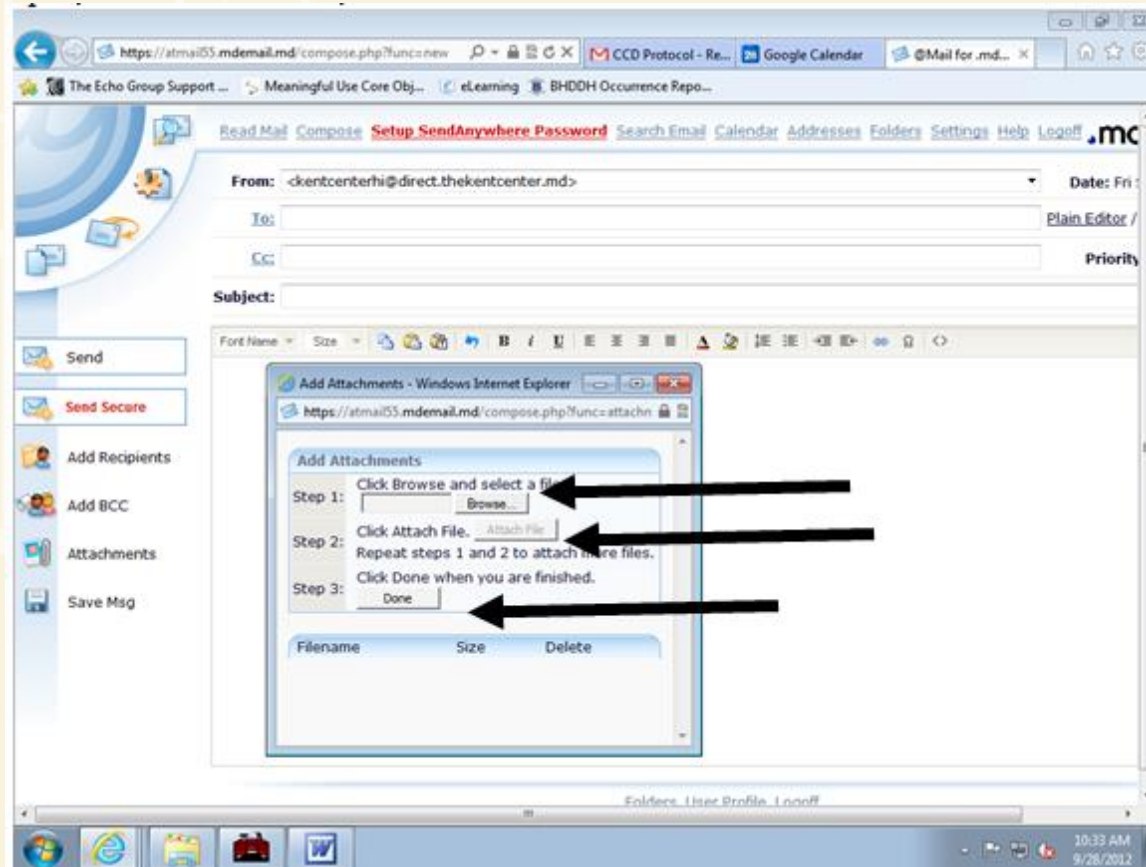 https://atmail55.mdemail.md/compose.php?func=new
CCD Protocol - Re...
Google Calendar
@Mail for .md...
The Echo Group Support ...
Meaningful Use Core Obj...
eLearning
BHDDH Occurrence Repo...
Read Mail Compose Setup SendAnywhere Password Search Email Calendar Addresses Folders Settings Help Logoff
From: <kentcenterhi@direct.thekentcenter.md>
Date: Fri
To:
Plain Editor /
Cc:
Priority
Subject:
Font Name Size B I U
Send
Send Secure
Add Recipients
Add BCC
Attachments
Save Msg
Add Attachments - Windows Internet Explorer
https://atmail55.mdemail.md/compose.php?func=attachn
Add Attachments
Step 1: Click Browse and select a
Browse...
Step 2: Click Attach File. Attach File
Repeat steps 1 and 2 to attach more files.
Step 3: Click Done when you are finished.
Done
Filename Size Delete
Folders User Profile Logoff
10:33 AM